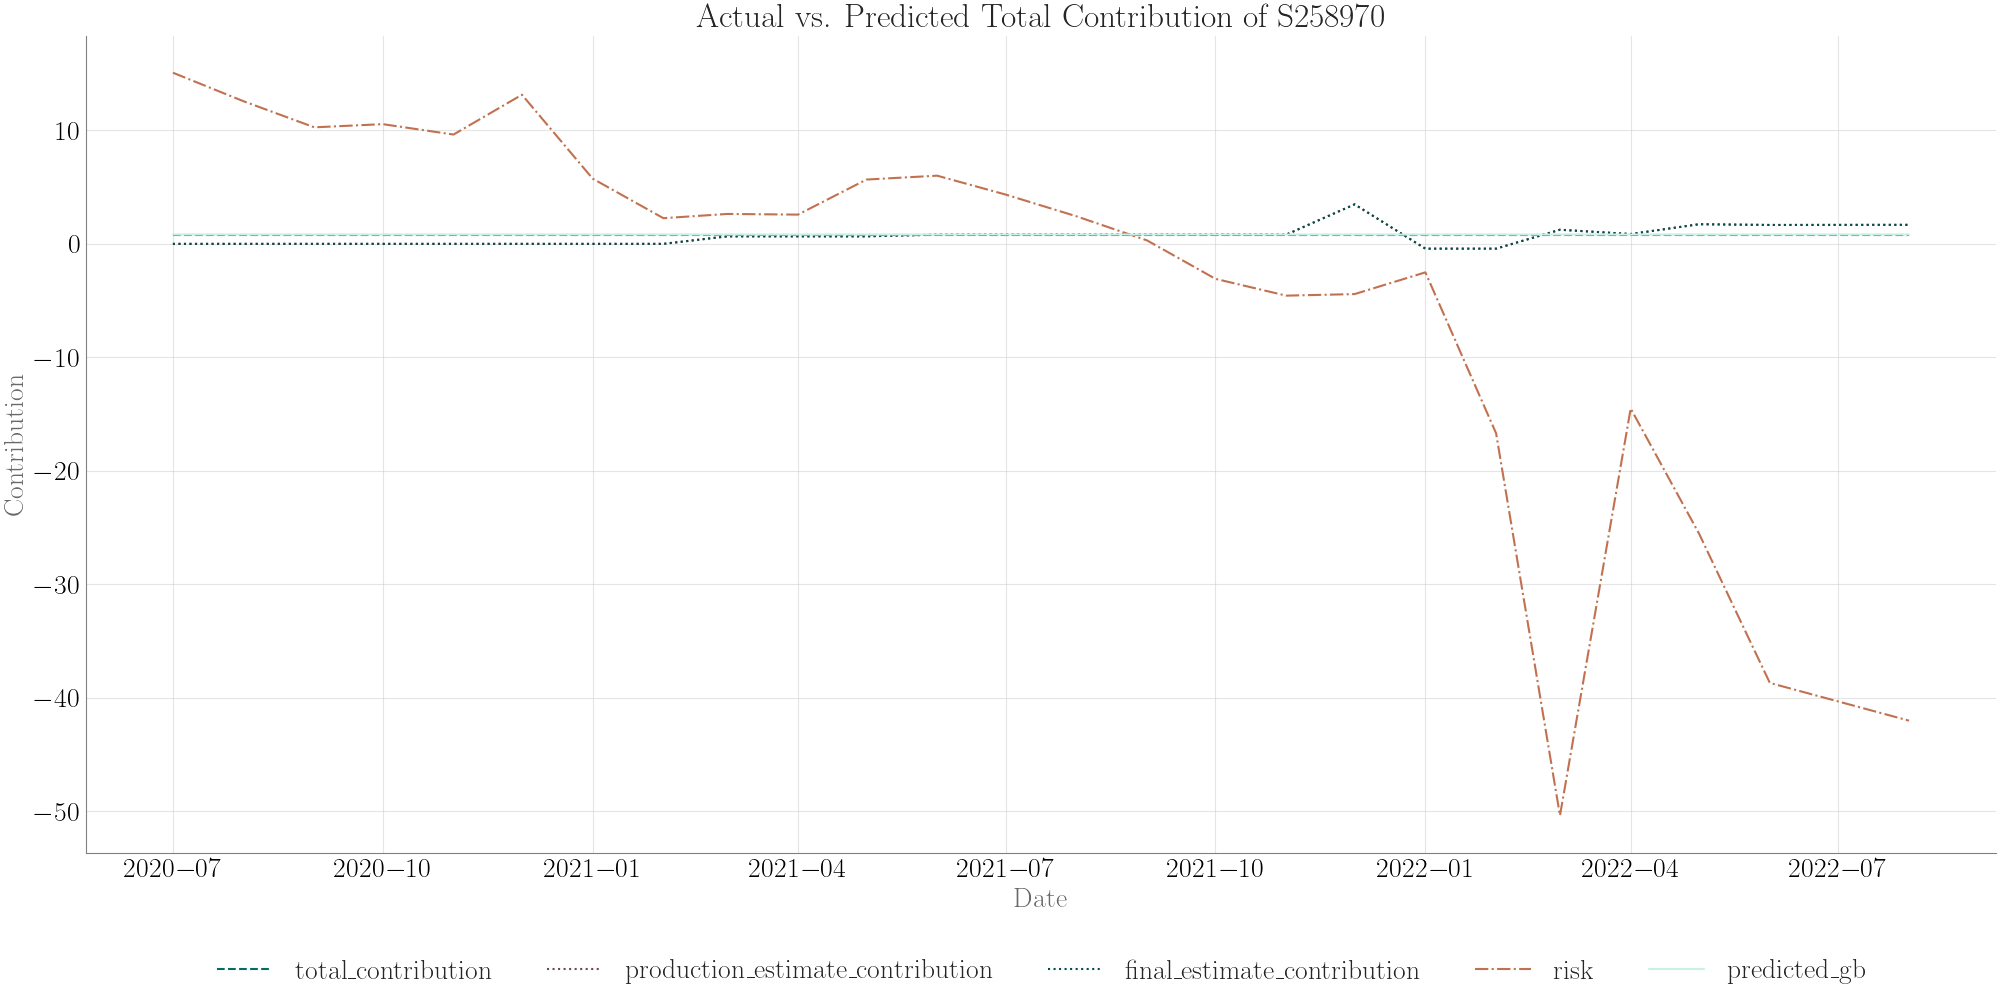 Actual vs. Predicted Total Contribution of S258970
10
0
−10
−20
−30
−40
−50
Contribution
2020−07 2020−10 2021−01 2021−04 2021−07 2021−10 2022−01 2022−04 2022−07
Date
total_contribution production_estimate_contribution final_estimate_contribution risk predicted_gb